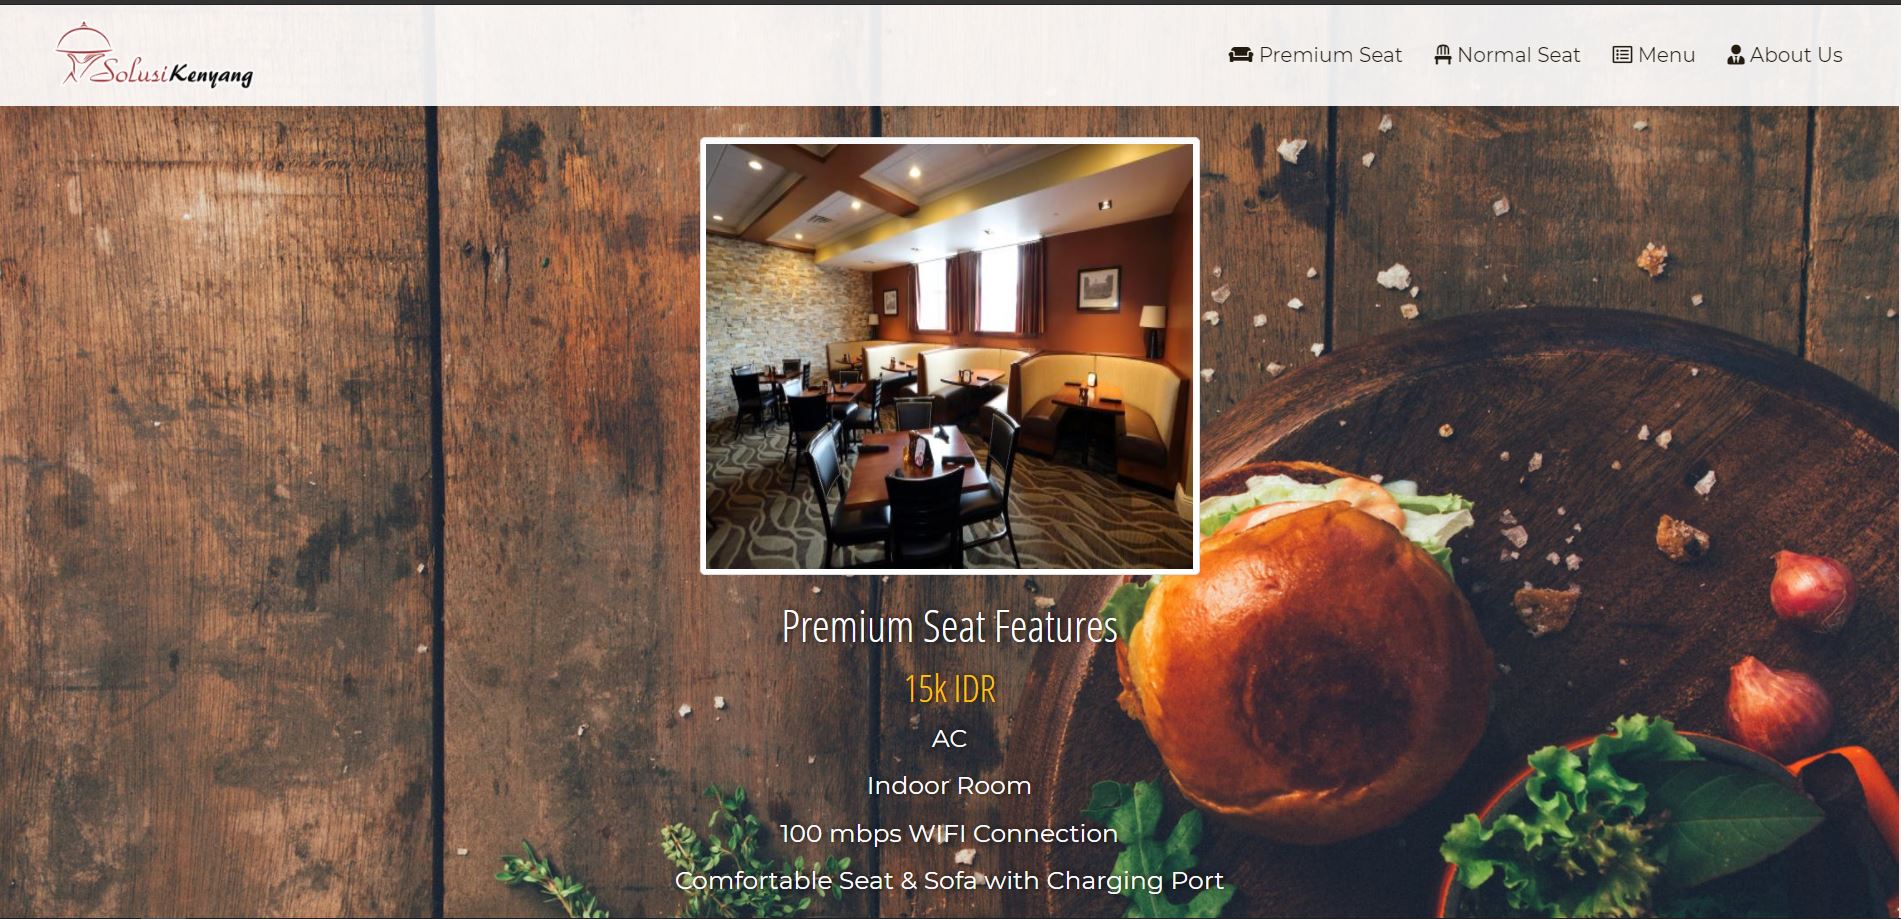 SolusiKenyang
Premium Seat
Normal Seat
Menu
About Us
Premium Seat Features
15k IDR
AC
Indoor Room
100 mbps WIFI Connection
Comfortable Seat & Sofa with Charging Port